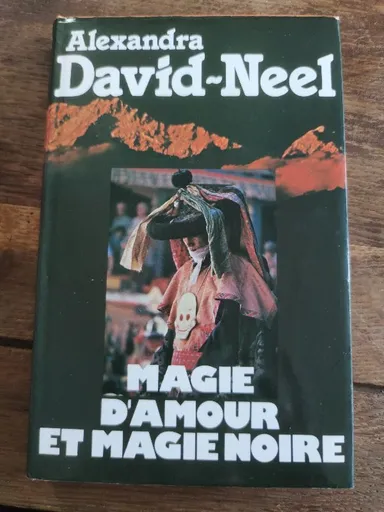 Alexandra
David-Neel
MAGIE
D'AMOUR
ET MAGIE NOIRE